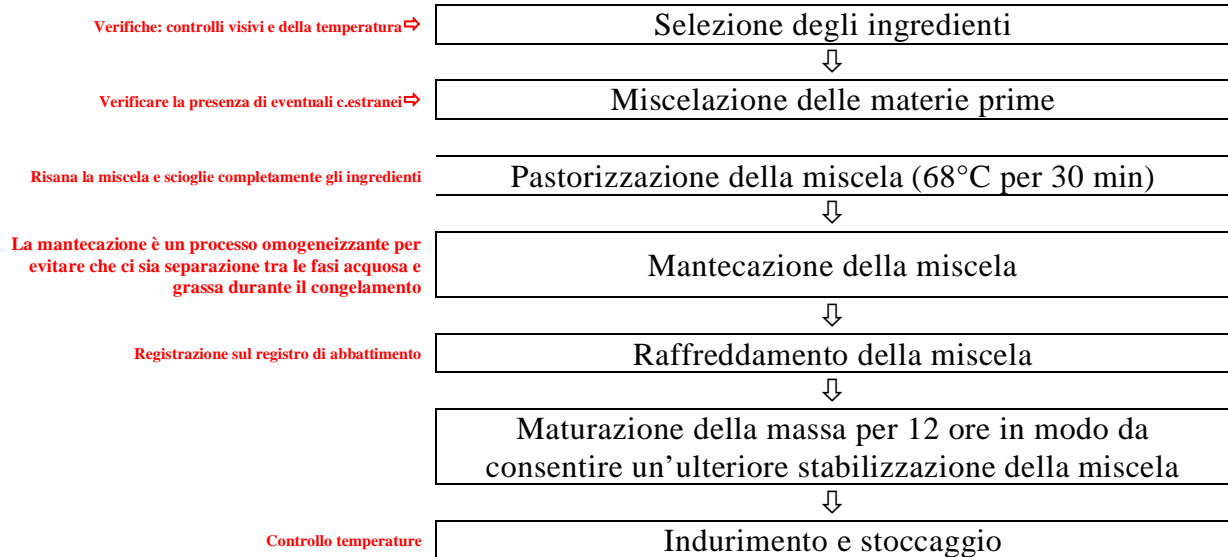 Verifiche: controlli visivi e della temperatura⇨
Selezione degli ingredienti
⇩
Verificare la presenza di eventuali c.estranei⇨
Miscelazione delle materie prime
Risana la miscela e scioglie completamente gli ingredienti
Pastorizzazione della miscela (68°C per 30 min)
⇩
La mantecazione è un processo omogeneizzante per
evitare che ci sia separazione tra le fasi acquosa e
grassa durante il congelamento
Mantecazione della miscela
⇩
Registrazione sul registro di abbattimento
Raffreddamento della miscela
⇩
Maturazione della massa per 12 ore in modo da
consentire un’ulteriore stabilizzazione della miscela
⇩
Controllo temperature
Indurimento e stoccaggio